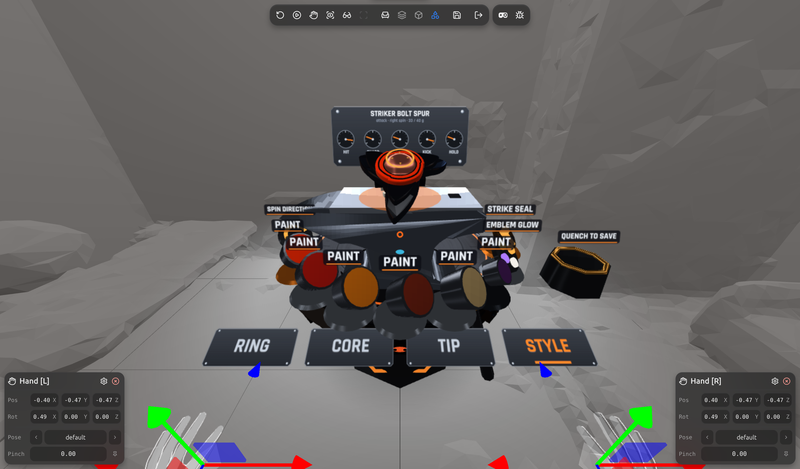 STRIKER BOLT SPUR
HIT
KICK
HOLD
STRIKE SEAL
PAINT
EMBLEM GLOW
PAINT
PAINT
QUENCH TO SAVE
PAINT
PAINT
PAINT
RING
CORE
TIP
STYLE
Hand [L]
Pos -0.40 X -0.47 Y -0.47 Z
Rot 0.49 X 0.00 Y 0.00 Z
Pose default
Pinch 0.00
Hand [R]
Pos 0.40 X -0.47 Y -0.47 Z
Rot 0.49 X 0.00 Y 0.00 Z
Pose default
Pinch 0.00